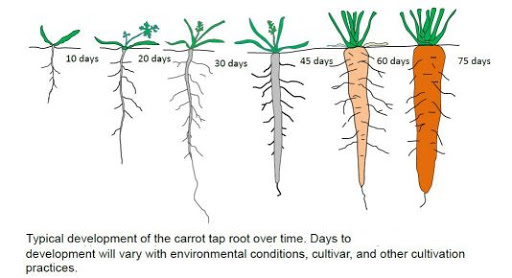 10 days 20 days 30 days 45 days 60 days 75 days
Typical development of the carrot tap root over time. Days to
development will vary with environmental conditions, cultivar, and other cultivation
practices.